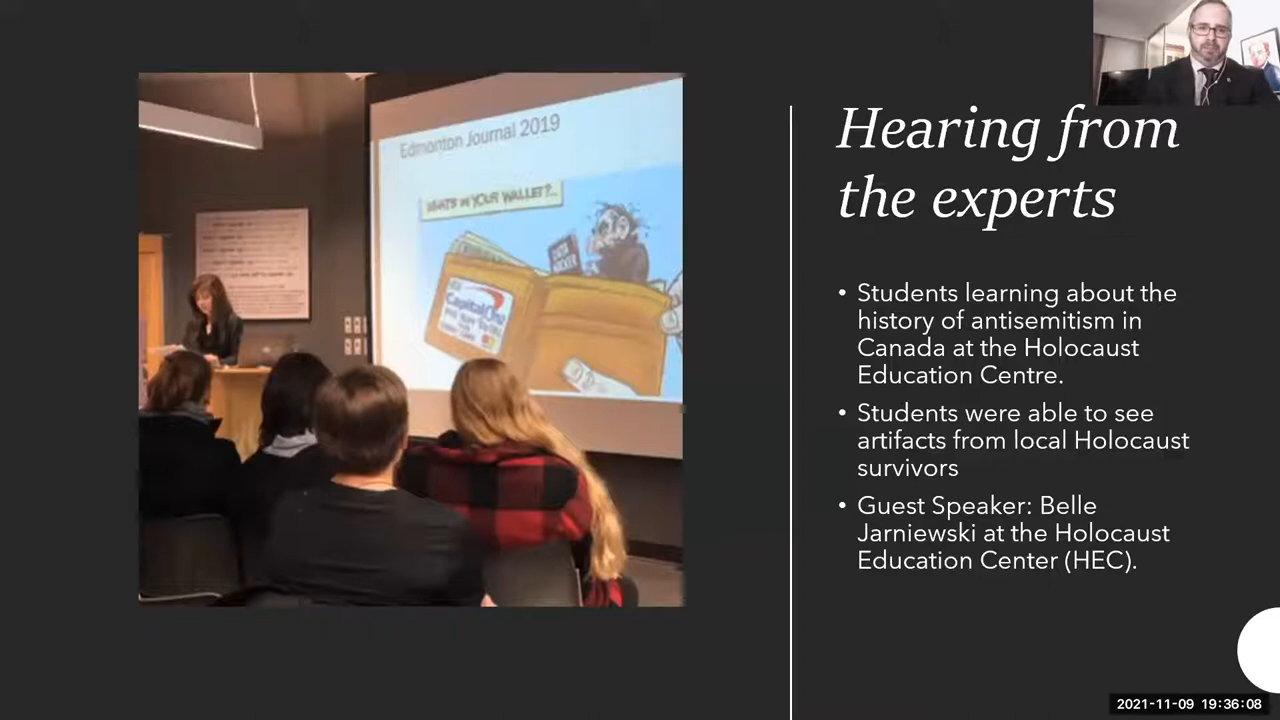 Hearing from
the experts
• Students learning about the
history of antisemitism in
Canada at the Holocaust
Education Centre.
• Students were able to see
artifacts from local Holocaust
survivors
• Guest Speaker: Belle
Jarniewski at the Holocaust
Education Center (HEC).
Edmonton Journal 2019
WHAT'S IN YOUR WALLET?...
DATA
HACKER
CapitalOne
2021-11-09 19:36:08